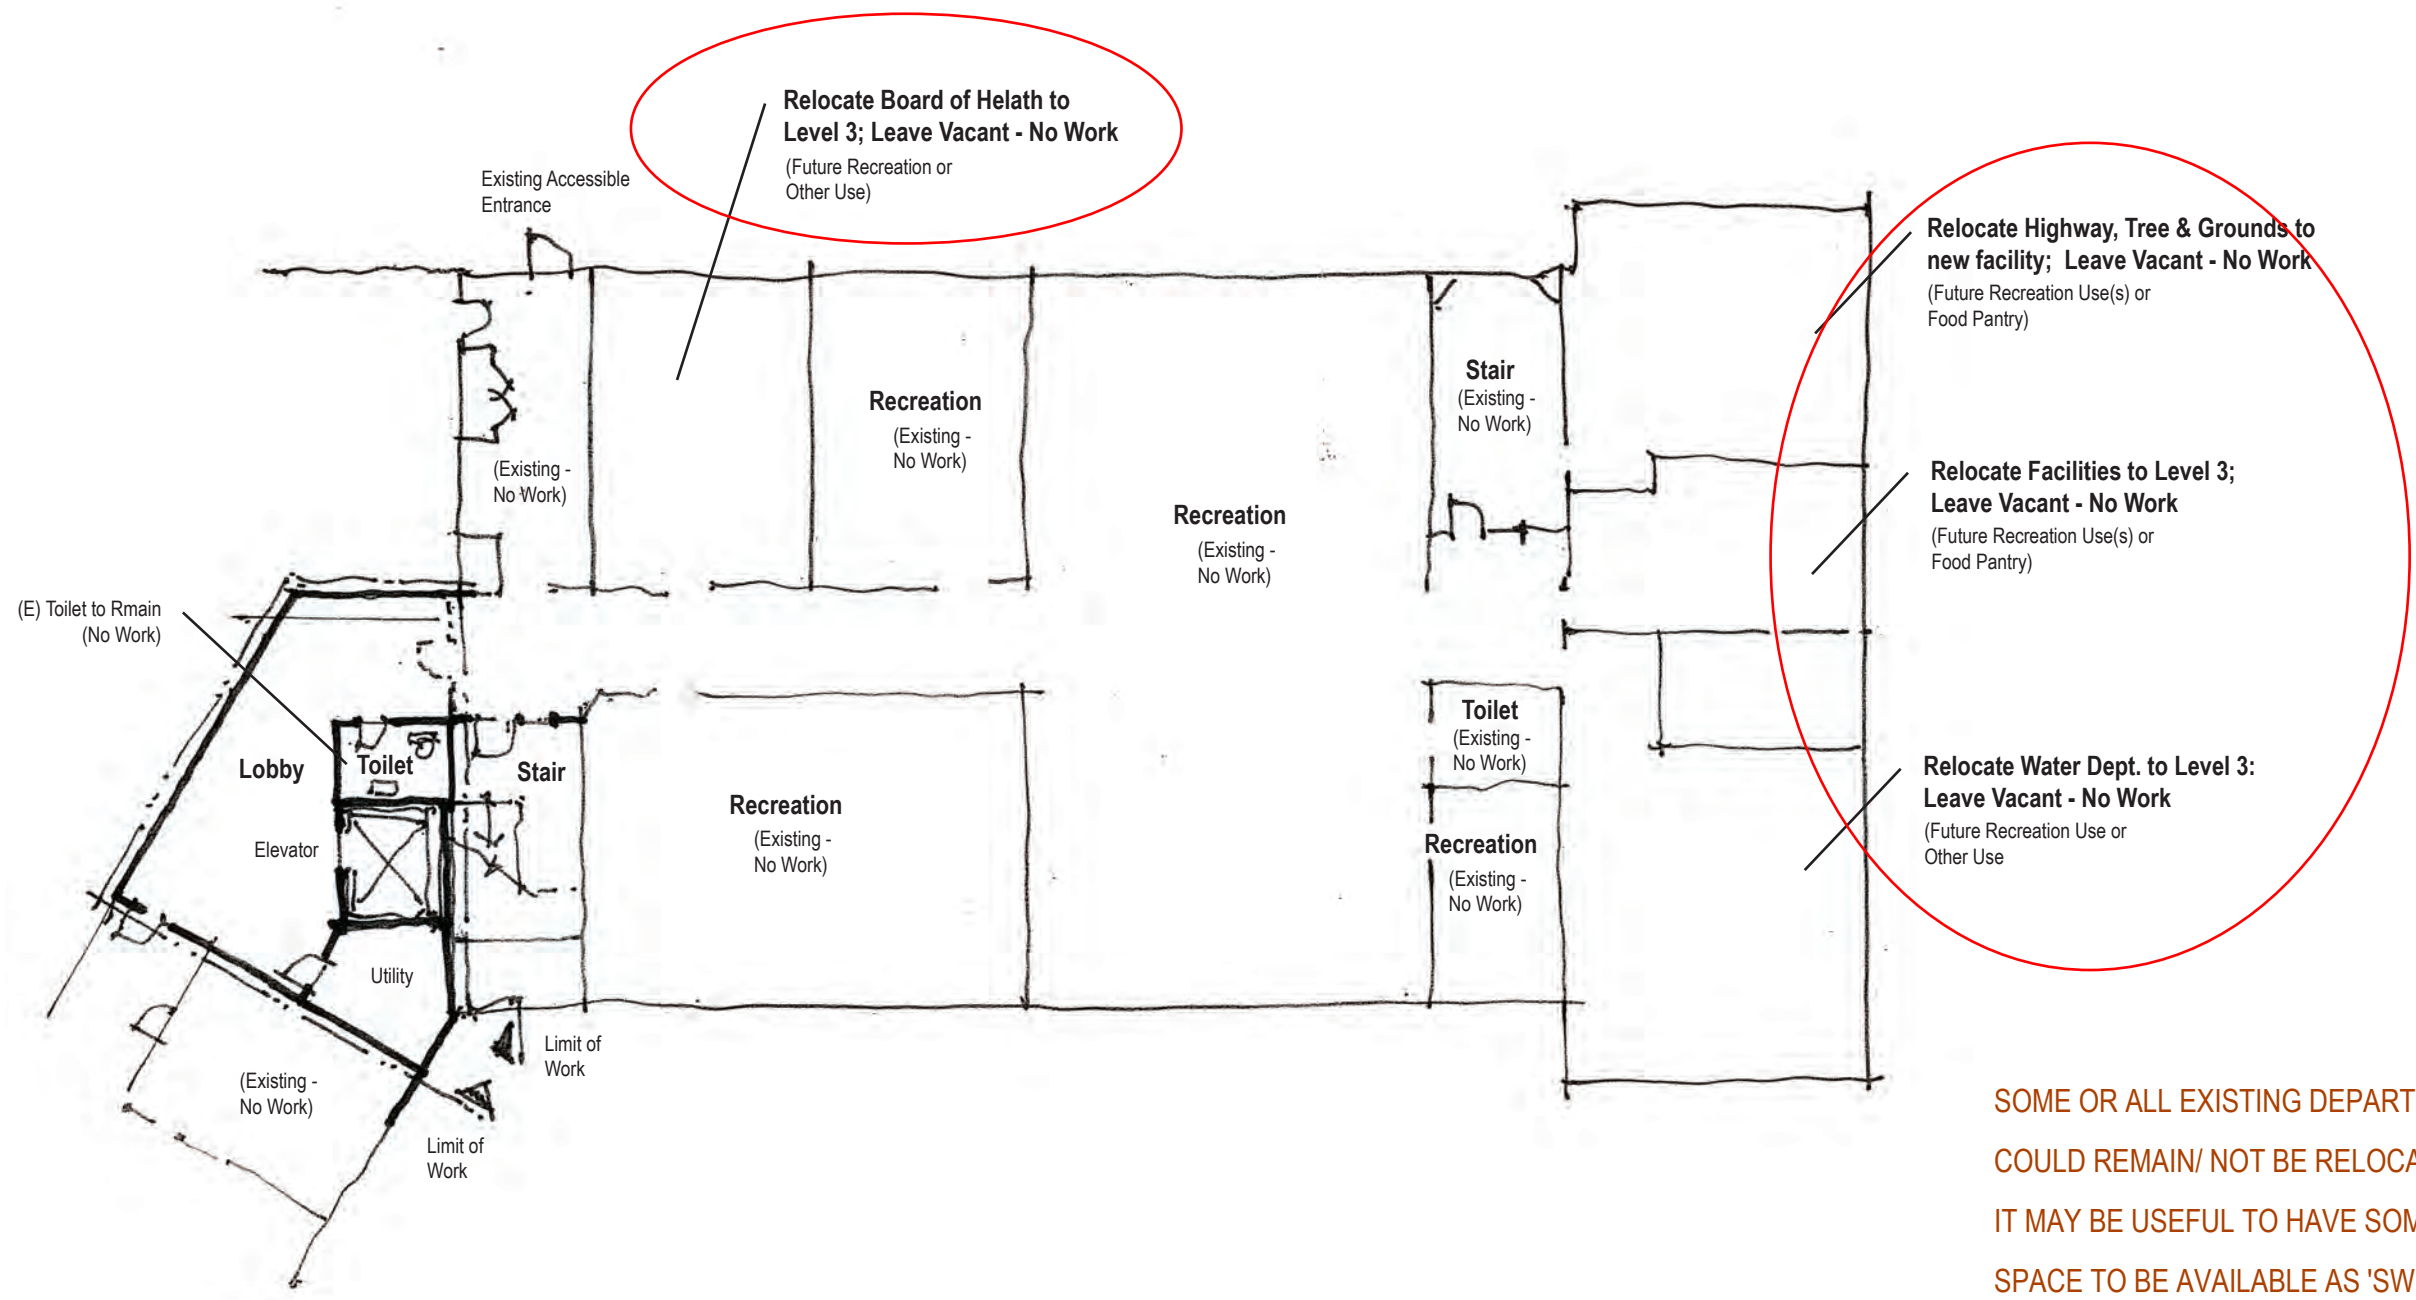 Relocate Board of Helath to
Level 3; Leave Vacant - No Work
(Future Recreation or
Other Use)
Existing Accessible
Entrance
Relocate Highway, Tree & Grounds to
new facility;  Leave Vacant - No Work
(Future Recreation Use(s) or
Food Pantry)
Stair
(Existing -
No Work)
Recreation
(Existing -
No Work)
(Existing -
No Work)
Relocate Facilities to Level 3;
Leave Vacant - No Work
(Future Recreation Use(s) or
Food Pantry)
Recreation
(Existing -
No Work)
(E) Toilet to Rmain
(No Work)
Toilet
(Existing -
No Work)
Lobby
Toilet
Stair
Relocate Water Dept. to Level 3:
Leave Vacant - No Work
(Future Recreation Use or
Other Use
Recreation
(Existing -
No Work)
Elevator
Recreation
(Existing -
No Work)
Utility
Limit of
Work
(Existing -
No Work)
Limit of
Work
SOME OR ALL EXISTING DEPART
COULD REMAIN/ NOT BE RELOCA
IT MAY BE USEFUL TO HAVE SOM
SPACE TO BE AVAILABLE AS 'SW